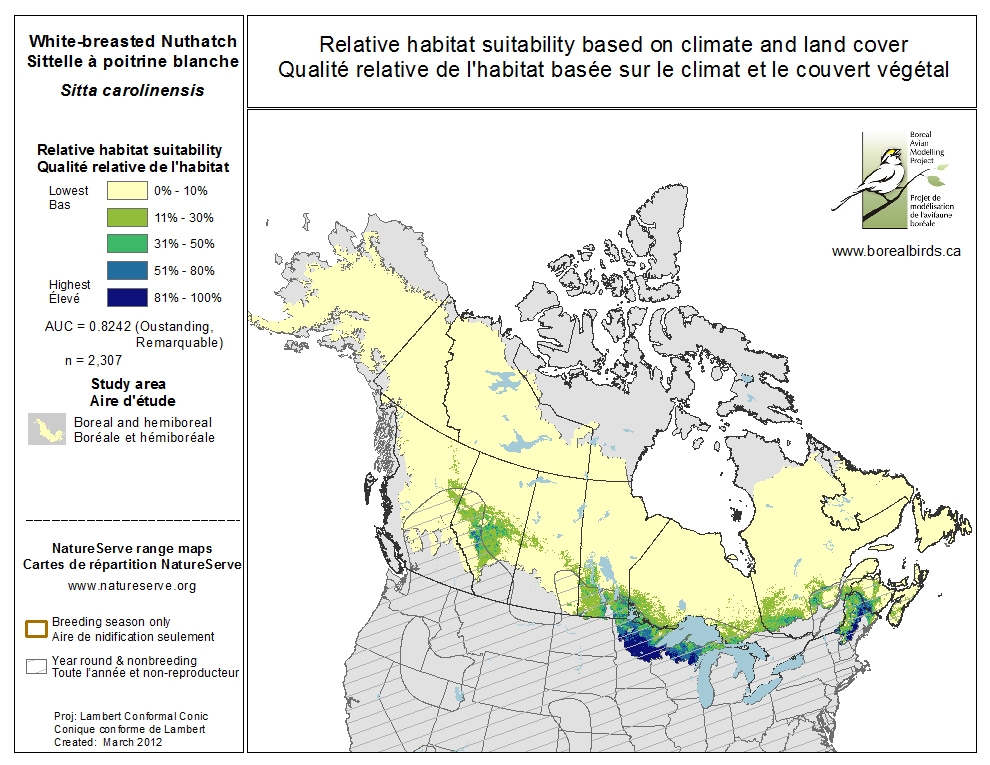 White-breasted Nuthatch
Sittelle à poitrine blanche
Sitta carolinensis
Relative habitat suitability based on climate and land cover
Qualité relative de l'habitat basée sur le climat et le couvert végétal
Relative habitat suitability
Qualité relative de l'habitat
Lowest
Bas
0% - 10%
11% - 30%
31% - 50%
51% - 80%
Highest
Élevé
81% - 100%
AUC = 0.8242 (Oustanding,
Remarquable)
n = 2,307
Study area
Aire d'étude
Boreal and hemiboreal
Boréale et hémiboréale
NatureServe range maps
Cartes de répartition NatureServe
www.natureserve.org
Breeding season only
Aire de nidification seulement
Year round & nonbreeding
Toute l'année et non-reproducteur
Proj: Lambert Conformal Conic
Conique conforme de Lambert
Created: March 2012
Boreal
Avian
Modelling
Project
Projet de
modélisation
de l'avifaune
boréale
www.borealbirds.ca